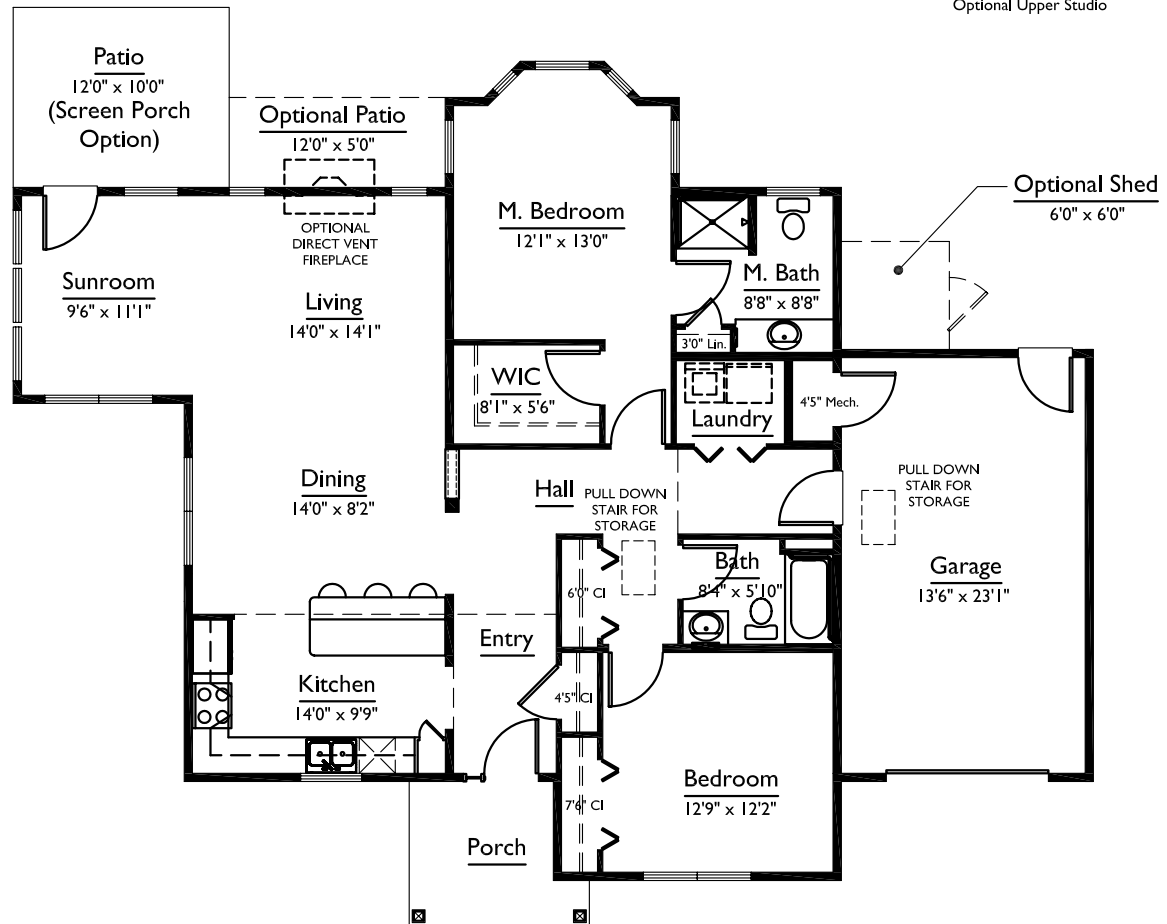 Optional Upper Studio
Patio
12'0" x 10'0"
(Screen Porch
Option)
Optional Patio
12'0" x 5'0"
OPTIONAL
DIRECT VENT
FIREPLACE
M. Bedroom
12'1" x 13'0"
Optional Shed
6'0" x 6'0"
M. Bath
8'8" x 8'8"
3'0" Lin.
Sunroom
9'6" x 11'1"
Living
14'0" x 14'1"
WIC
8'1" x 5'6"
Laundry
4'5" Mech.
Dining
14'0" x 8'2"
Hall
PULL DOWN
STAIR FOR
STORAGE
PULL DOWN
STAIR FOR
STORAGE
Bath
8'4" x 5'10"
Garage
13'6" x 23'1"
6'0" Cl
Entry
Kitchen
14'0" x 9'9"
4'5" Cl
Bedroom
12'9" x 12'2"
7'6" Cl
Porch